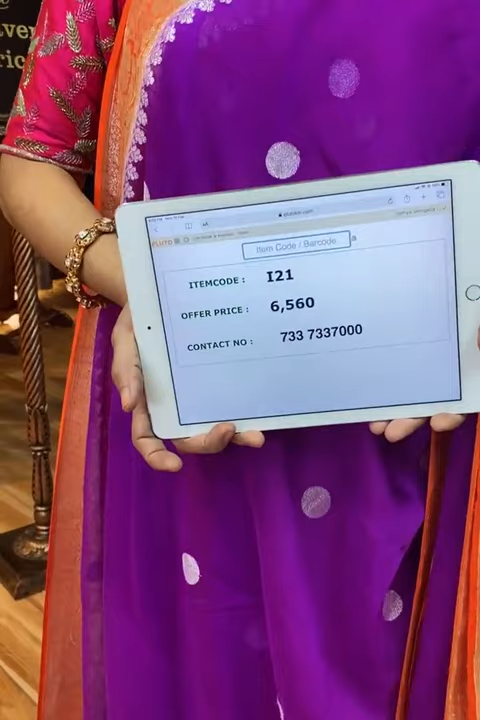 Item Code / Barcode
ITEMCODE : I21
OFFER PRICE : 6,560
CONTACT NO : 733 7337000